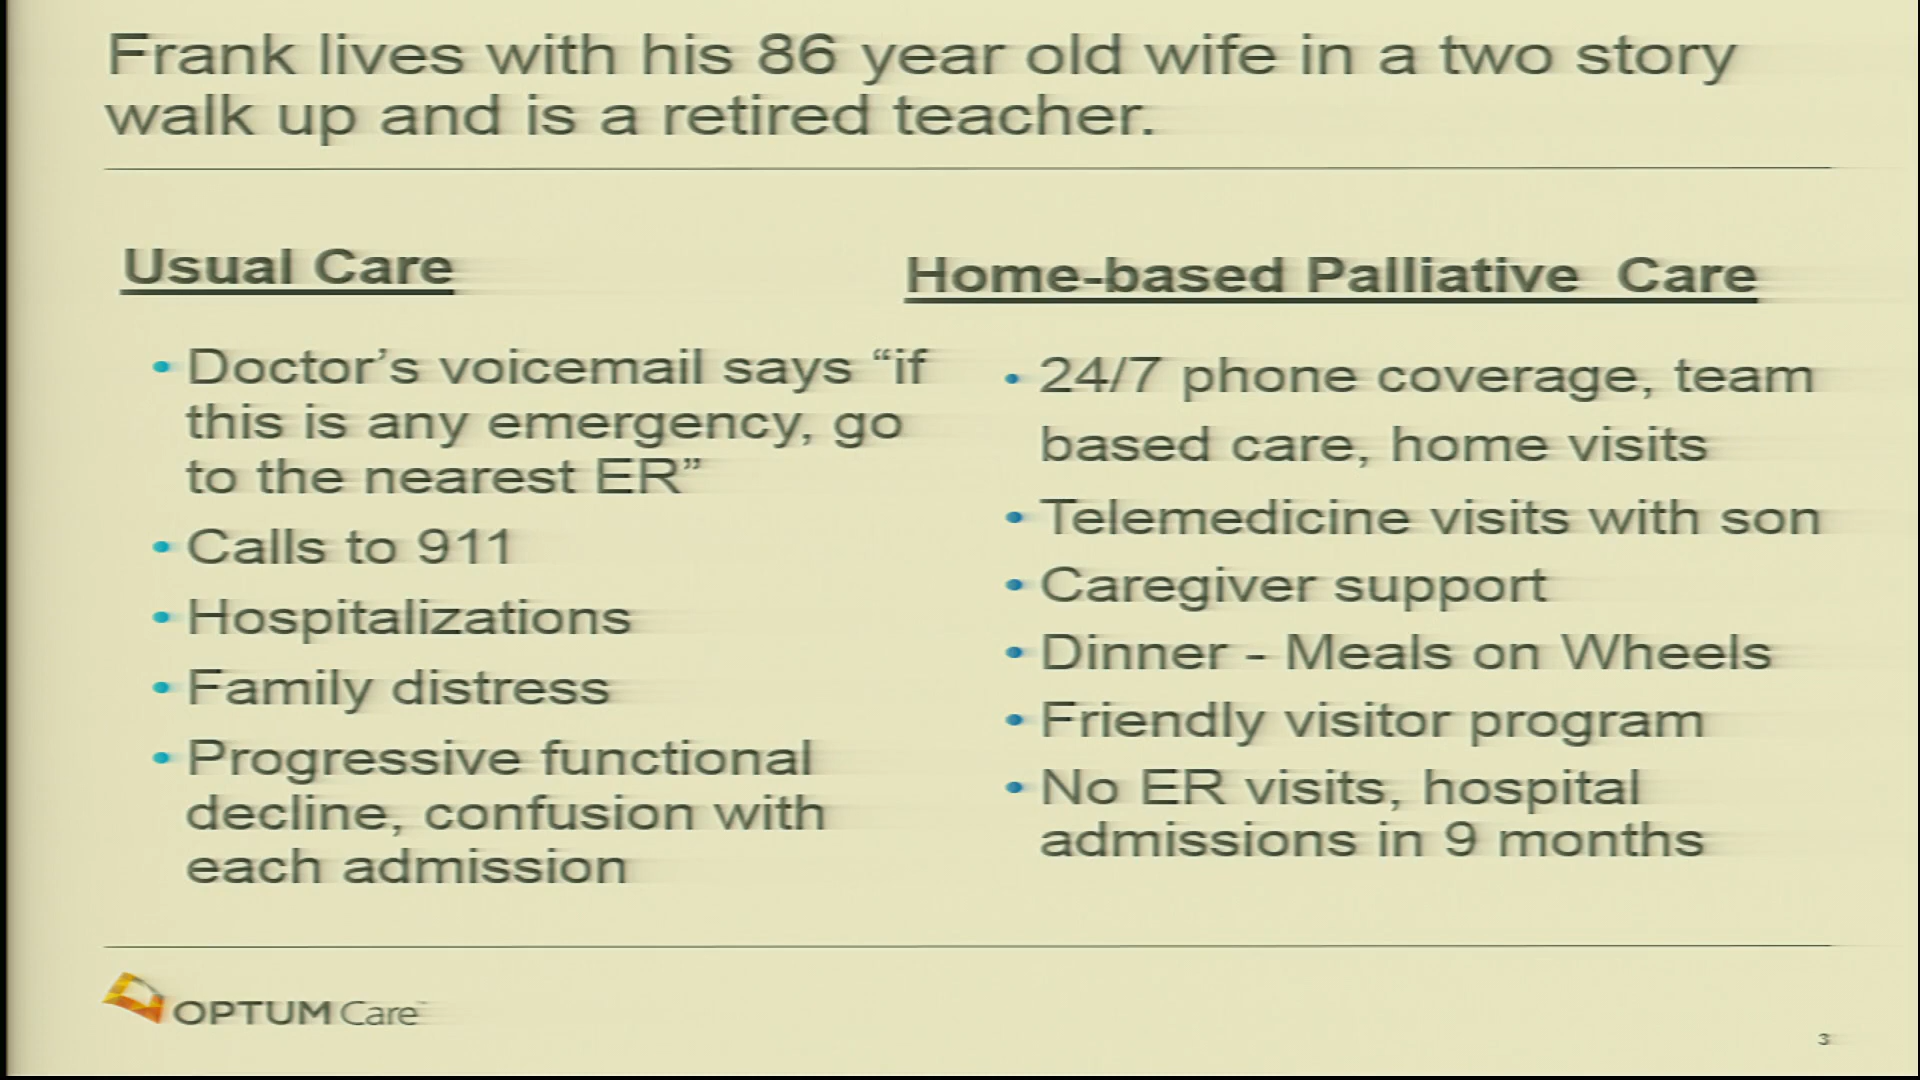 Frank lives with his 86 year old wife in a two story
walk up and is a retired teacher.
Usual Care
• Doctor’s voicemail says “if
this is any emergency, go
to the nearest ER”
• Calls to 911
• Hospitalizations
• Family distress
• Progressive functional
decline, confusion with
each admission
Home-based Palliative Care
• 24/7 phone coverage, team
based care, home visits
• Telemedicine visits with son
• Caregiver support
• Dinner - Meals on Wheels
• Friendly visitor program
• No ER visits, hospital
admissions in 9 months
OPTUM Care™
3